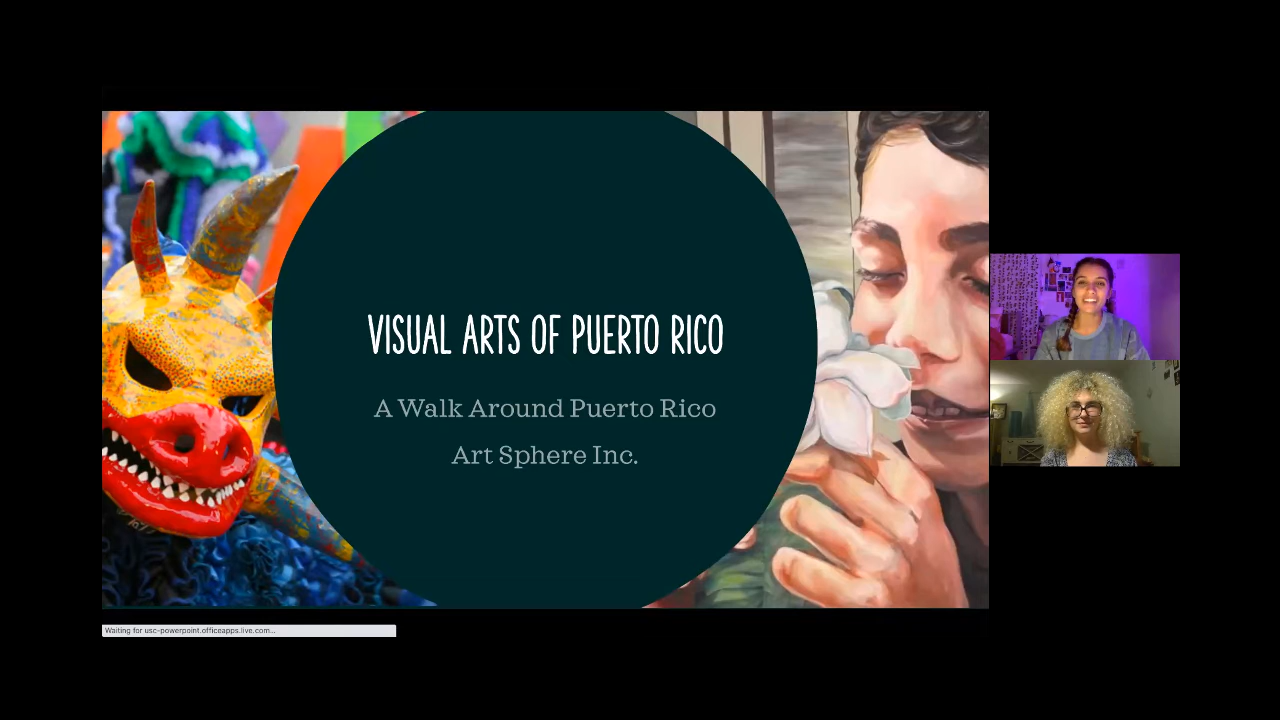 VISUAL ARTS OF PUERTO RICO
A Walk Around Puerto Rico
Art Sphere Inc.
Waiting for usc-powerpoint.officeapps.live.com...